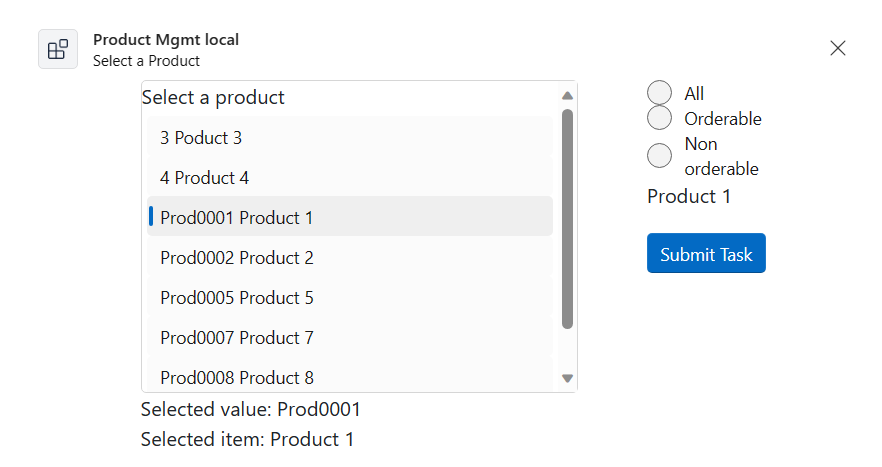 Product Mgmt local
Select a Product
Select a product
3 Poduct 3
4 Product 4
Prod0001 Product 1
Prod0002 Product 2
Prod0005 Product 5
Prod0007 Product 7
Prod0008 Product 8
Selected value: Prod0001
Selected item: Product 1
All
Orderable
Non
orderable
Product 1
Submit Task